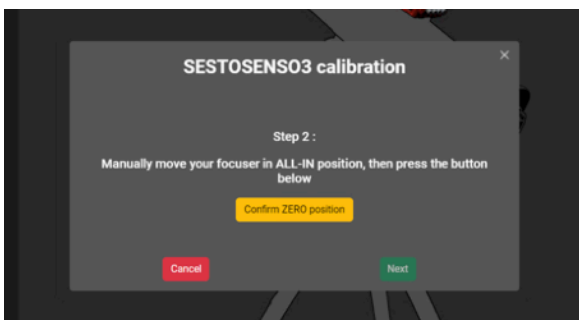 SESTOSENSO3 calibration
×
Step 2 :
Manually move your focuser in ALL-IN position, then press the button
below
Confirm ZERO position
Cancel
Next